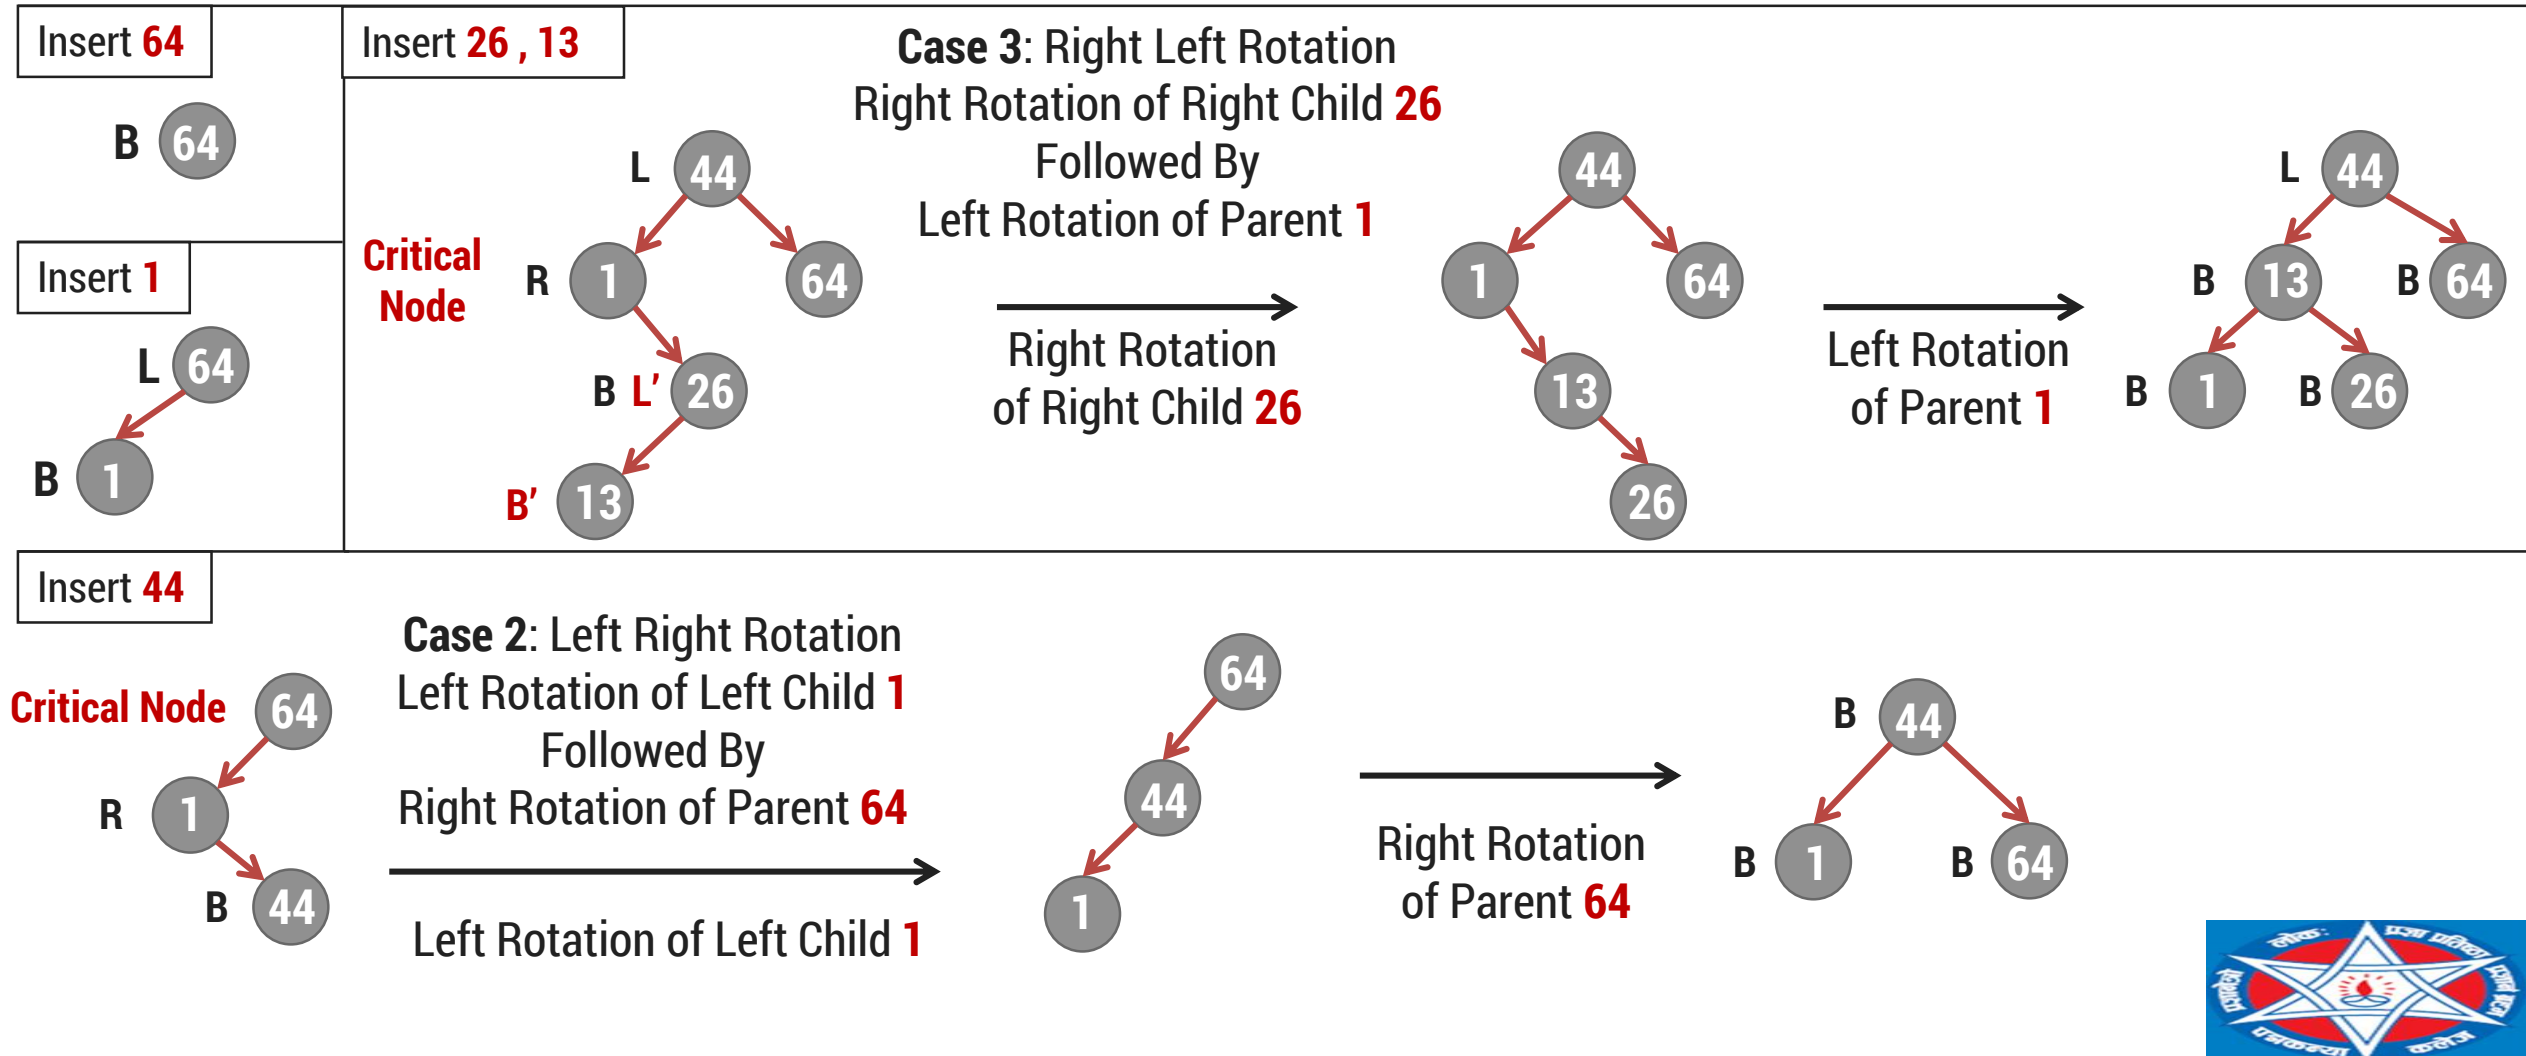 Insert 64
B 64
Insert 1
L 64
B 1
Insert 26 , 13
Case 3: Right Left Rotation
Right Rotation of Right Child 26
Followed By
Left Rotation of Parent 1
L 44
Critical
Node
R 1 64
B L’ 26
B’ 13
Right Rotation
of Right Child 26
44
1 64
13
26
Left Rotation
of Parent 1
L 44
B 13 B 64
B 1 B 26
Insert 44
Critical Node 64
R 1
B 44
Case 2: Left Right Rotation
Left Rotation of Left Child 1
Followed By
Right Rotation of Parent 64
Left Rotation of Left Child 1
64
44
1
Right Rotation
of Parent 64
B 44
B 1 B 64
पद्मकन्या
कलेज